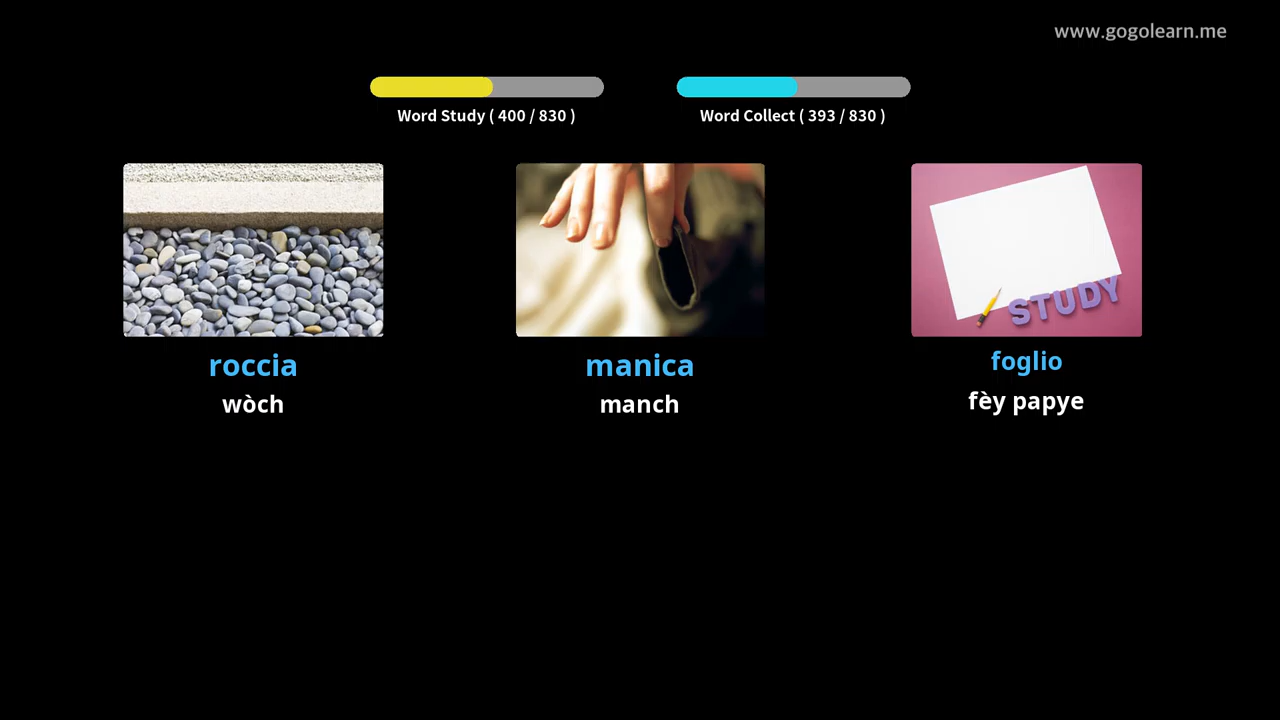 www.gogolearn.me
Word Study ( 400 / 830 )
Word Collect ( 393 / 830 )
STUDY
roccia
manica
foglio
wòch
manch
fèy papye